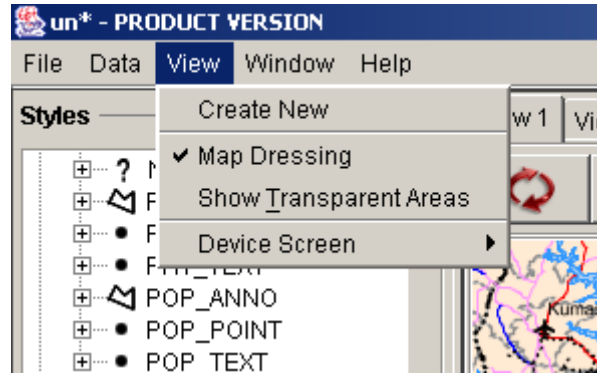 un* - PRODUCT VERSION
File Data View Window Help
Styles
Create New
w 1
Map Dressing
Show Transparent Areas
Device Screen
POP_ANNO
POP_POINT
POP_TEXT